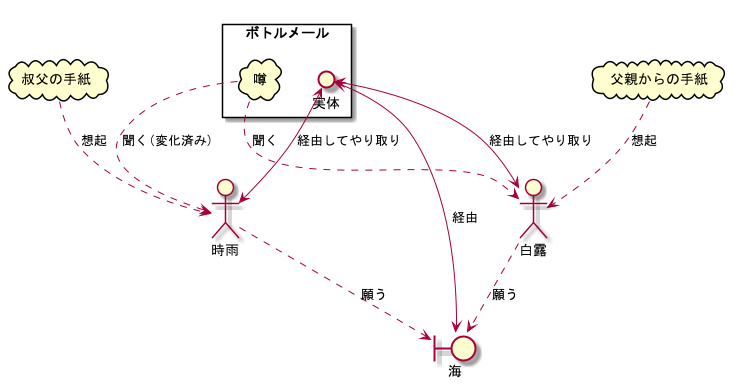 ボトルメール
叔父の手紙
噂
実体
父親からの手紙
想起
聞く(変化済み)
聞く
経由してやり取り
経由してやり取り
想起
時雨
経由
白露
願う
願う
海